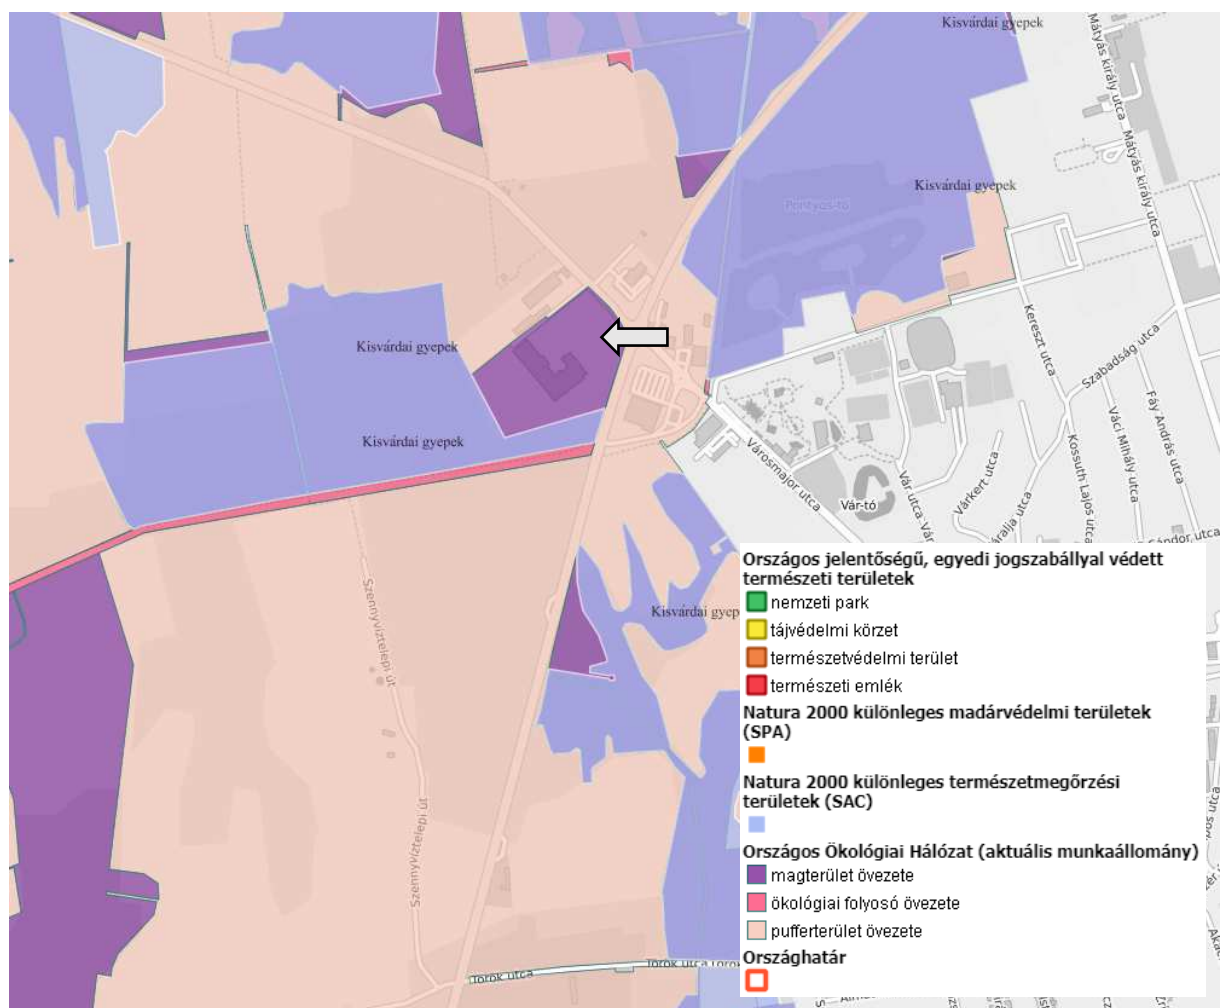 Kisvárdai gyepek
Mátyás király utca
Mátyás király utca
Kisvárdai gyepek
Pontyos-tó
Kisvárdai gyepek
Kereszt utca
Szabadság utca
Fáy András utca
Váci Mihály utca
Kisvárdai gyepek
Városmajor utca
Kossuth Lajos utca
Várkert utca
Vár utca
Vár-tó
Szennyvíztelepi út
Szennyvíztelepi út
Török utca
Országos jelentőségű, egyedi jogszabállyal védett
természeti területek
nemzeti park
tájvédelmi körzet
természetvédelmi terület
természeti emlék
Natura 2000 különleges madárvédelmi területek
(SPA)
Natura 2000 különleges természetmegőrzési
területek (SAC)
Országos Ökológiai Hálózat (aktuális munkaállomány)
magterület övezete
ökológiai folyosó övezete
pufferterület övezete
Országhatár